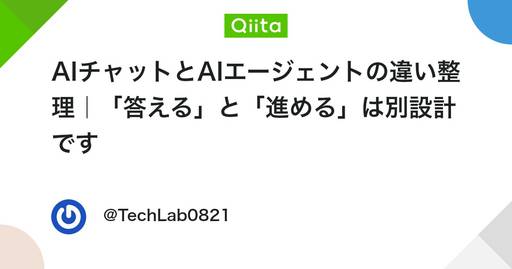 Qiita
AIチャットとAIエージェントの違い整
理｜「答える」と「進める」は別設計
です
@TechLab0821